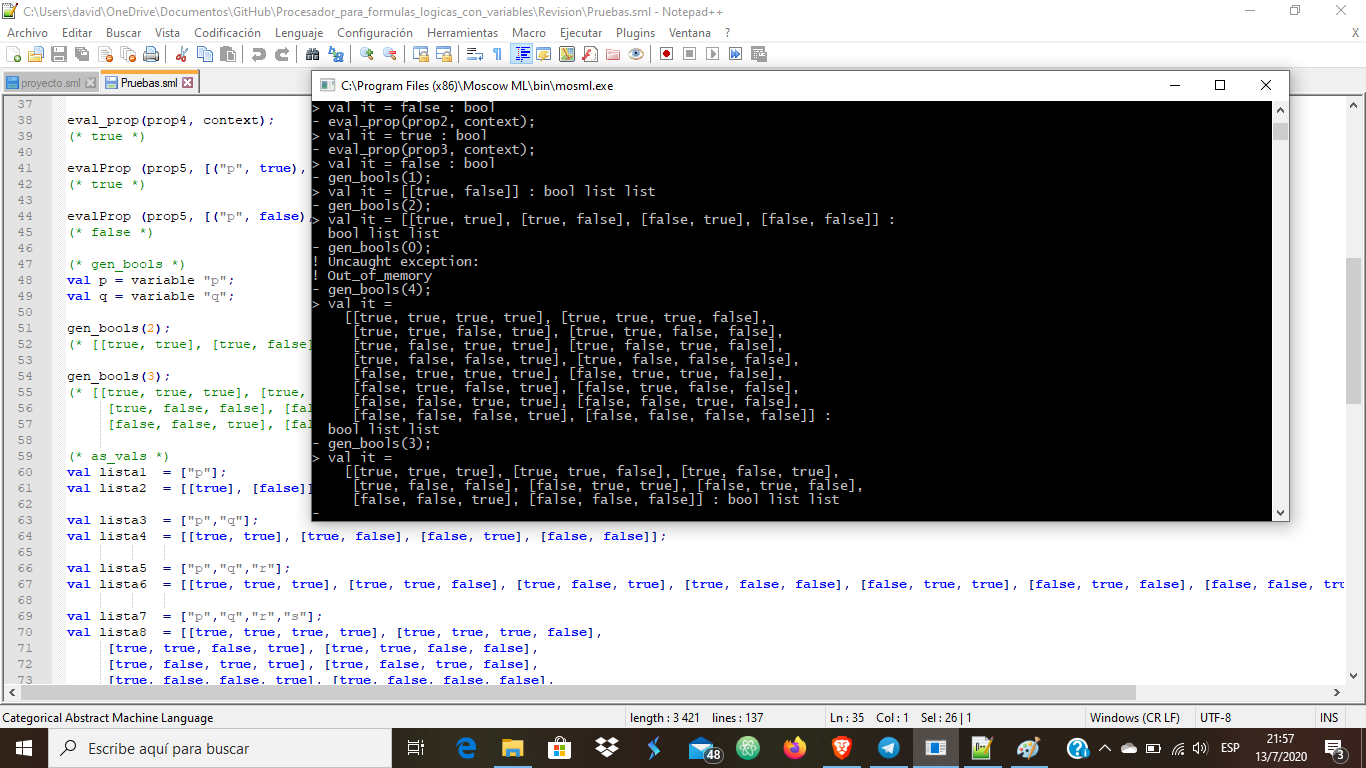 C:\Users\david\OneDrive\Documentos\GitHub\Procesador_para_formulas_logicas_con_variables\Revision\Pruebas.sml - Notepad++
Archivo Editar Buscar Vista Codificación Lenguaje Configuración Herramientas Macro Ejecutar Plugins Ventana ? X
proyecto.sml Pruebas.sml
37
38 eval_prop(prop4, context);
39 (* true *)
40
41 evalProp (prop5, [("p", true),
42 (* true *)
43
44 evalProp (prop5, [("p", false),
45 (* false *)
46
47 (* gen_bools *)
48 val p = variable "p";
49 val q = variable "q";
50
51 gen_bools(2);
52 (* [[true, true], [true, false]
53
54 gen_bools(3);
55 (* [[true, true, true], [true,
56 [true, false, false], [fal
57 [false, false, true], [fal
58
59 (* as_vals *)
60 val lista1 = ["p"];
61 val lista2 = [[true], [false]]
62
63 val lista3 = ["p","q"];
64 val lista4 = [[true, true], [true, false], [false, true], [false, false]];
65
66 val lista5 = ["p","q","r"];
67 val lista6 = [[true, true, true], [true, true, false], [true, false, true], [true, false, false], [false, true, true], [false, true, false], [false, false, tru
68
69 val lista7 = ["p","q","r","s"];
70 val lista8 = [[true, true, true, true], [true, true, true, false],
71 [true, true, false, true], [true, true, false, false],
72 [true, false, true, true], [true, false, true, false],
73 [true, false, false, true], [true, false, false, false],
C:\Program Files (x86)\Moscow ML\bin\mosml.exe
> val it = false : bool
- eval_prop(prop2, context);
> val it = true : bool
- eval_prop(prop3, context);
> val it = false : bool
- gen_bools(1);
> val it = [[true, false]] : bool list list
- gen_bools(2);
> val it = [[true, true], [true, false], [false, true], [false, false]] :
bool list list
- gen_bools(0);
! Uncaught exception:
! Out_of_memory
- gen_bools(4);
> val it =
[[true, true, true, true], [true, true, true, false],
[true, true, false, true], [true, true, false, false],
[true, false, true, true], [true, false, true, false],
[true, false, false, true], [true, false, false, false],
[false, true, true, true], [false, true, true, false],
[false, true, false, true], [false, true, false, false],
[false, false, true, true], [false, false, true, false],
[false, false, false, true], [false, false, false, false]] :
bool list list
- gen_bools(3);
> val it =
[[true, true, true], [true, true, false], [true, false, true],
[true, false, false], [false, true, true], [false, true, false],
[false, false, true], [false, false, false]] : bool list list
-
Categorical Abstract Machine Language length : 3 421 lines : 137 Ln : 35 Col : 1 Sel : 26 | 1 Windows (CR LF) UTF-8 INS
Escribe aquí para buscar 48 ESP 21:57
13/7/2020 3